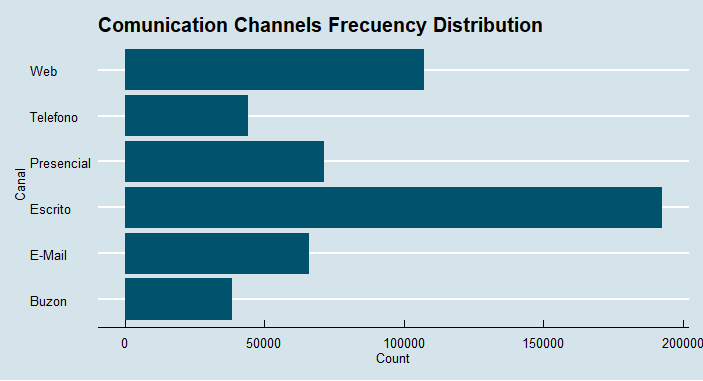 Comunication Channels Frecuency Distribution
Web
Telefono
Presencial
Canal
Escrito
E-Mail
Buzon
0 50000 100000 150000 200000
Count